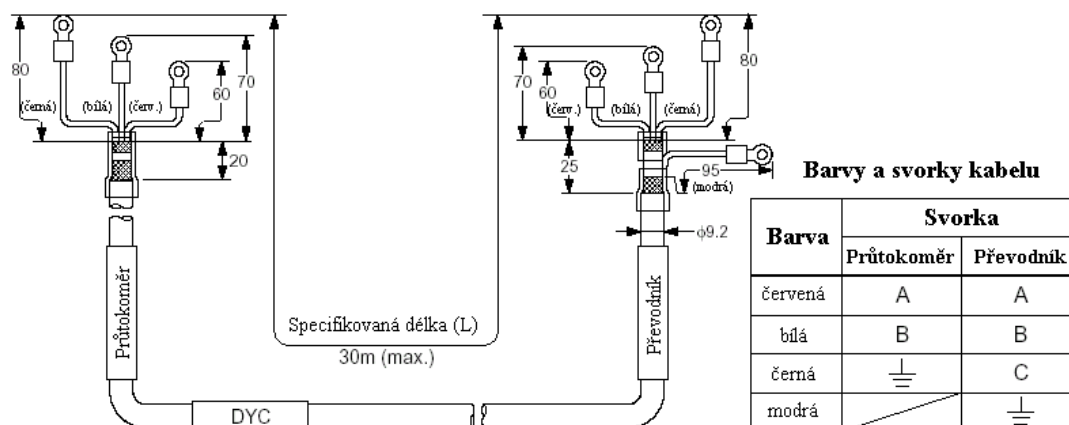 80
70
60
(černá)
(bílá)
(červ.)
20
70
60
80
(červ.)
(bílá)
(černá)
25
95
(modrá)
φ9.2
Průtokoměr
Převodník
Specifikovaná délka (L)
30m (max.)
DYC
Barvy a svorky kabelu
Barva Svorka
Průtokoměr Převodník
červená A A
bílá B B
černá C
modrá